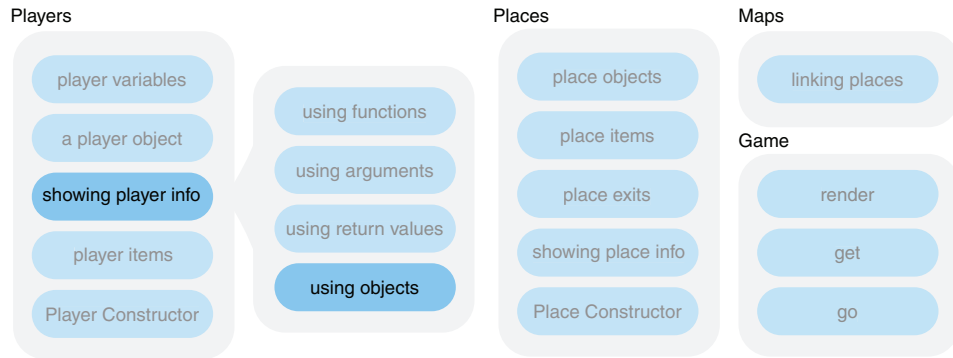 Players
player variables
a player object
showing player info
player items
Player Constructor
using functions
using arguments
using return values
using objects
Places
place objects
place items
place exits
showing place info
Place Constructor
Maps
linking places
Game
render
get
go